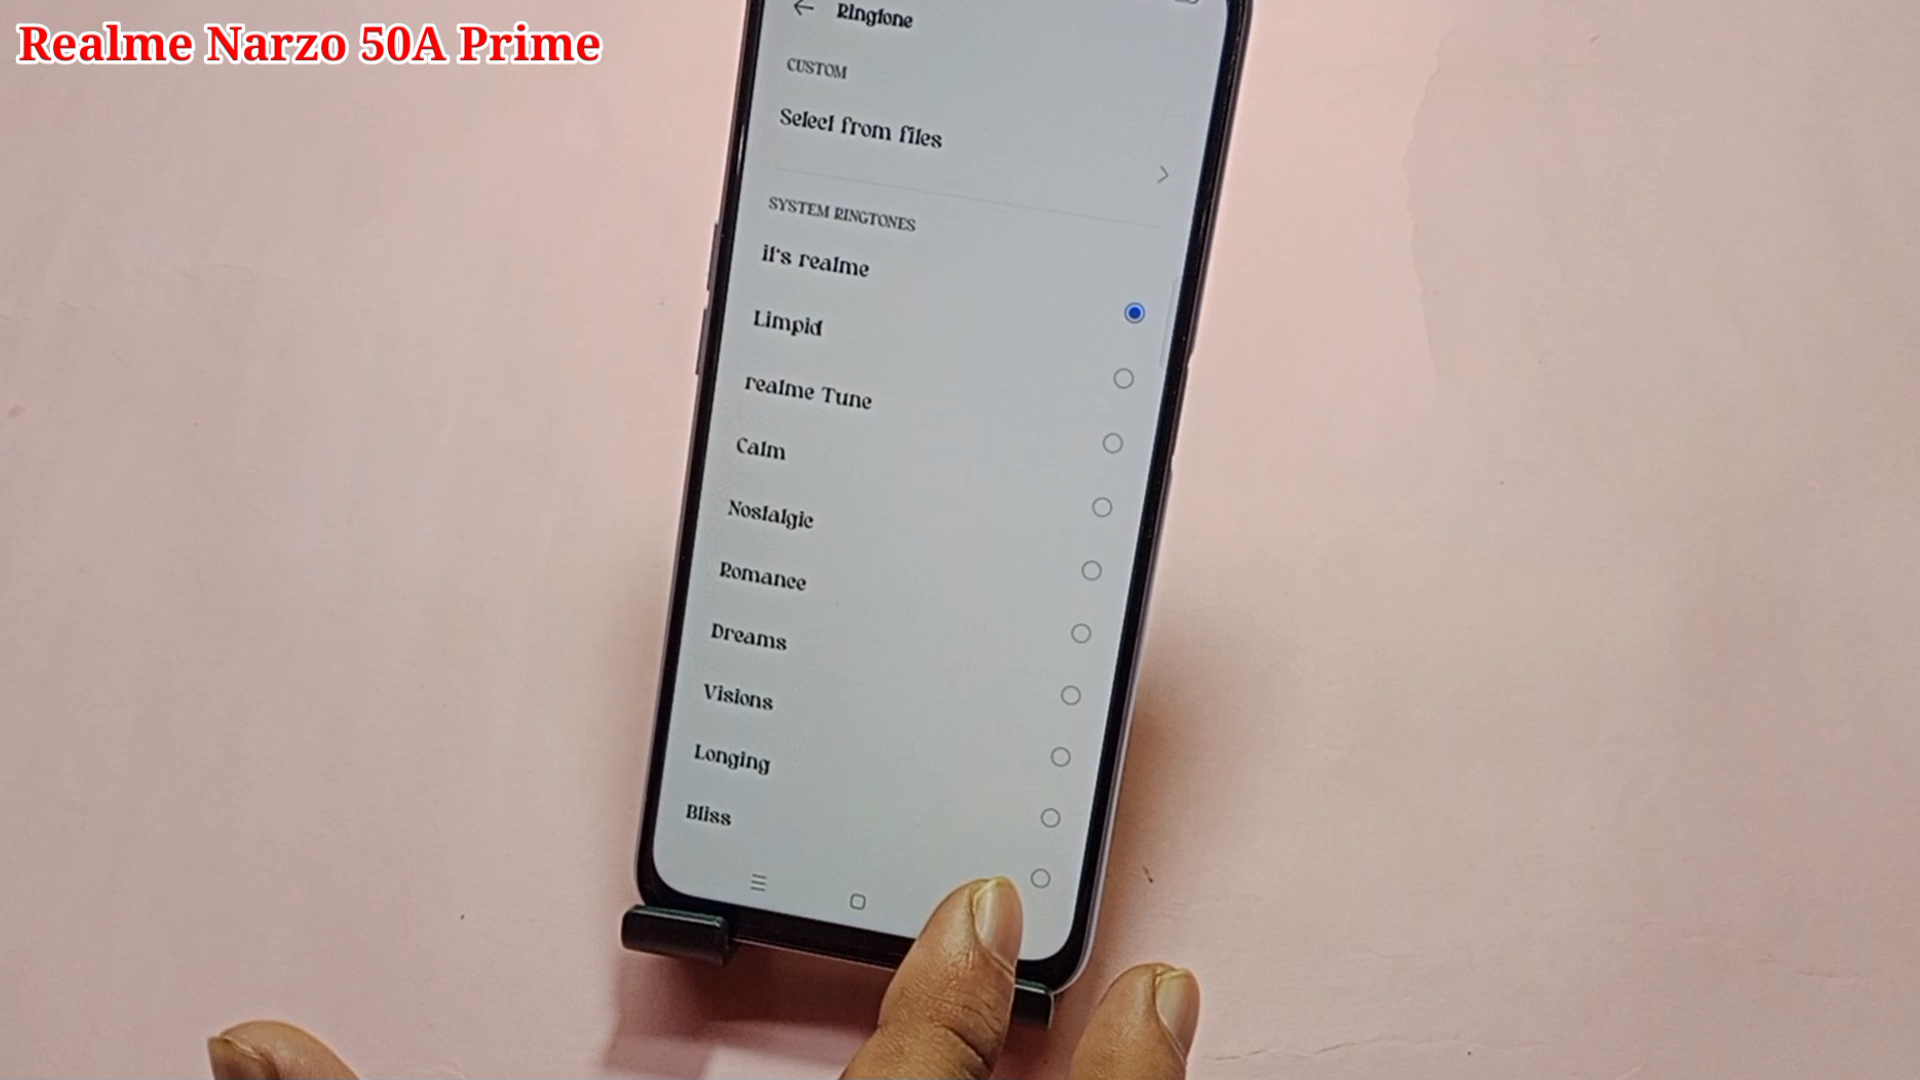 Realme Narzo 50A Prime
Ringtone
CUSTOM
Select from files
SYSTEM RINGTONES
it's realme
Limpid
realme Tune
Calm
Nostalgic
Romance
Dreams
Visions
Longing
Bliss